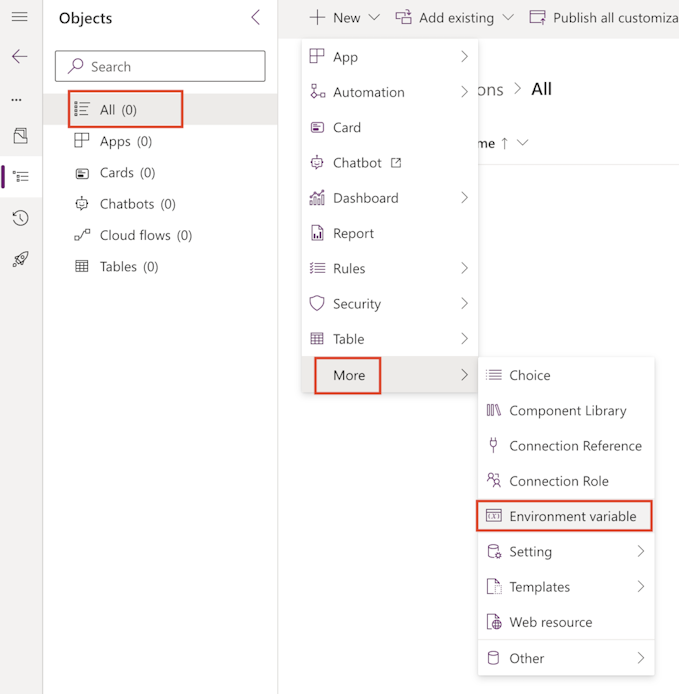 Objects
Search
All (0)
Apps (0)
Cards (0)
Chatbots (0)
Cloud flows (0)
Tables (0)
New
Add existing
Publish all customiza
ons > All
me ↑
App
Automation
Card
Chatbot
Dashboard
Report
Rules
Security
Table
More
Choice
Component Library
Connection Reference
Connection Role
Environment variable
Setting
Templates
Web resource
Other